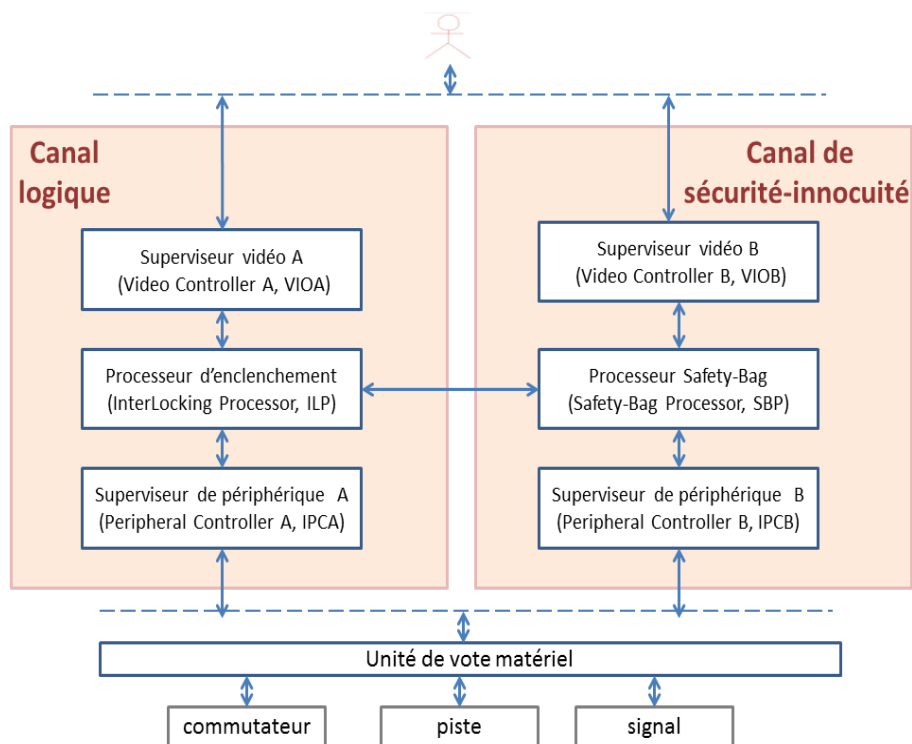 Canal
logique
Canal de
sécurité-innocuité
Superviseur vidéo A
(Video Controller A, VIOA)
Superviseur vidéo B
(Video Controller B, VIOB)
Processeur d'enclenchement
(InterLocking Processor, ILP)
Processeur Safety-Bag
(Safety-Bag Processor, SBP)
Superviseur de périphérique A
(Peripheral Controller A, IPCA)
Superviseur de périphérique B
(Peripheral Controller B, IPCB)
Unité de vote matériel
commutateur
piste
signal